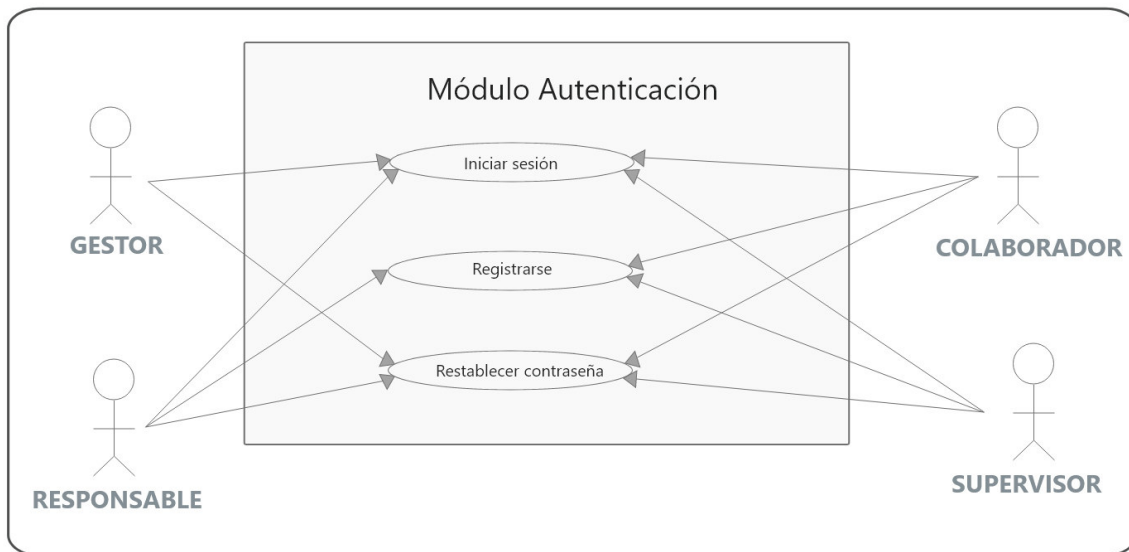 Módulo Autenticación
Iniciar sesión
GESTOR
COLABORADOR
Registrarse
Restablecer contraseña
RESPONSABLE
SUPERVISOR